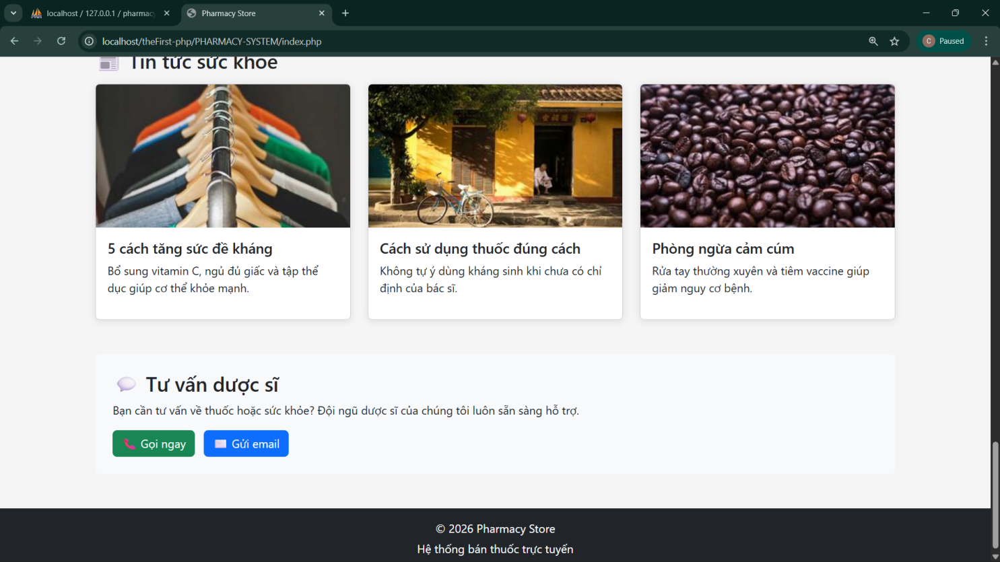 localhost / 127.0.0.1 / pharmacy
Pharmacy Store
localhost/theFirst-php/PHARMACY-SYSTEM/index.php
C
Paused
Tin tức sức khỏe
5 cách tăng sức đề kháng
Bổ sung vitamin C, ngủ đủ giấc và tập thể
dục giúp cơ thể khỏe mạnh.
Cách sử dụng thuốc đúng cách
Không tự ý dùng kháng sinh khi chưa có chỉ
định của bác sĩ.
Phòng ngừa cảm cúm
Rửa tay thường xuyên và tiêm vaccine giúp
giảm nguy cơ bệnh.
Tư vấn dược sĩ
Bạn cần tư vấn về thuốc hoặc sức khỏe? Đội ngũ dược sĩ của chúng tôi luôn sẵn sàng hỗ trợ.
Gọi ngay
Gửi email
© 2026 Pharmacy Store
Hệ thống bán thuốc trực tuyến